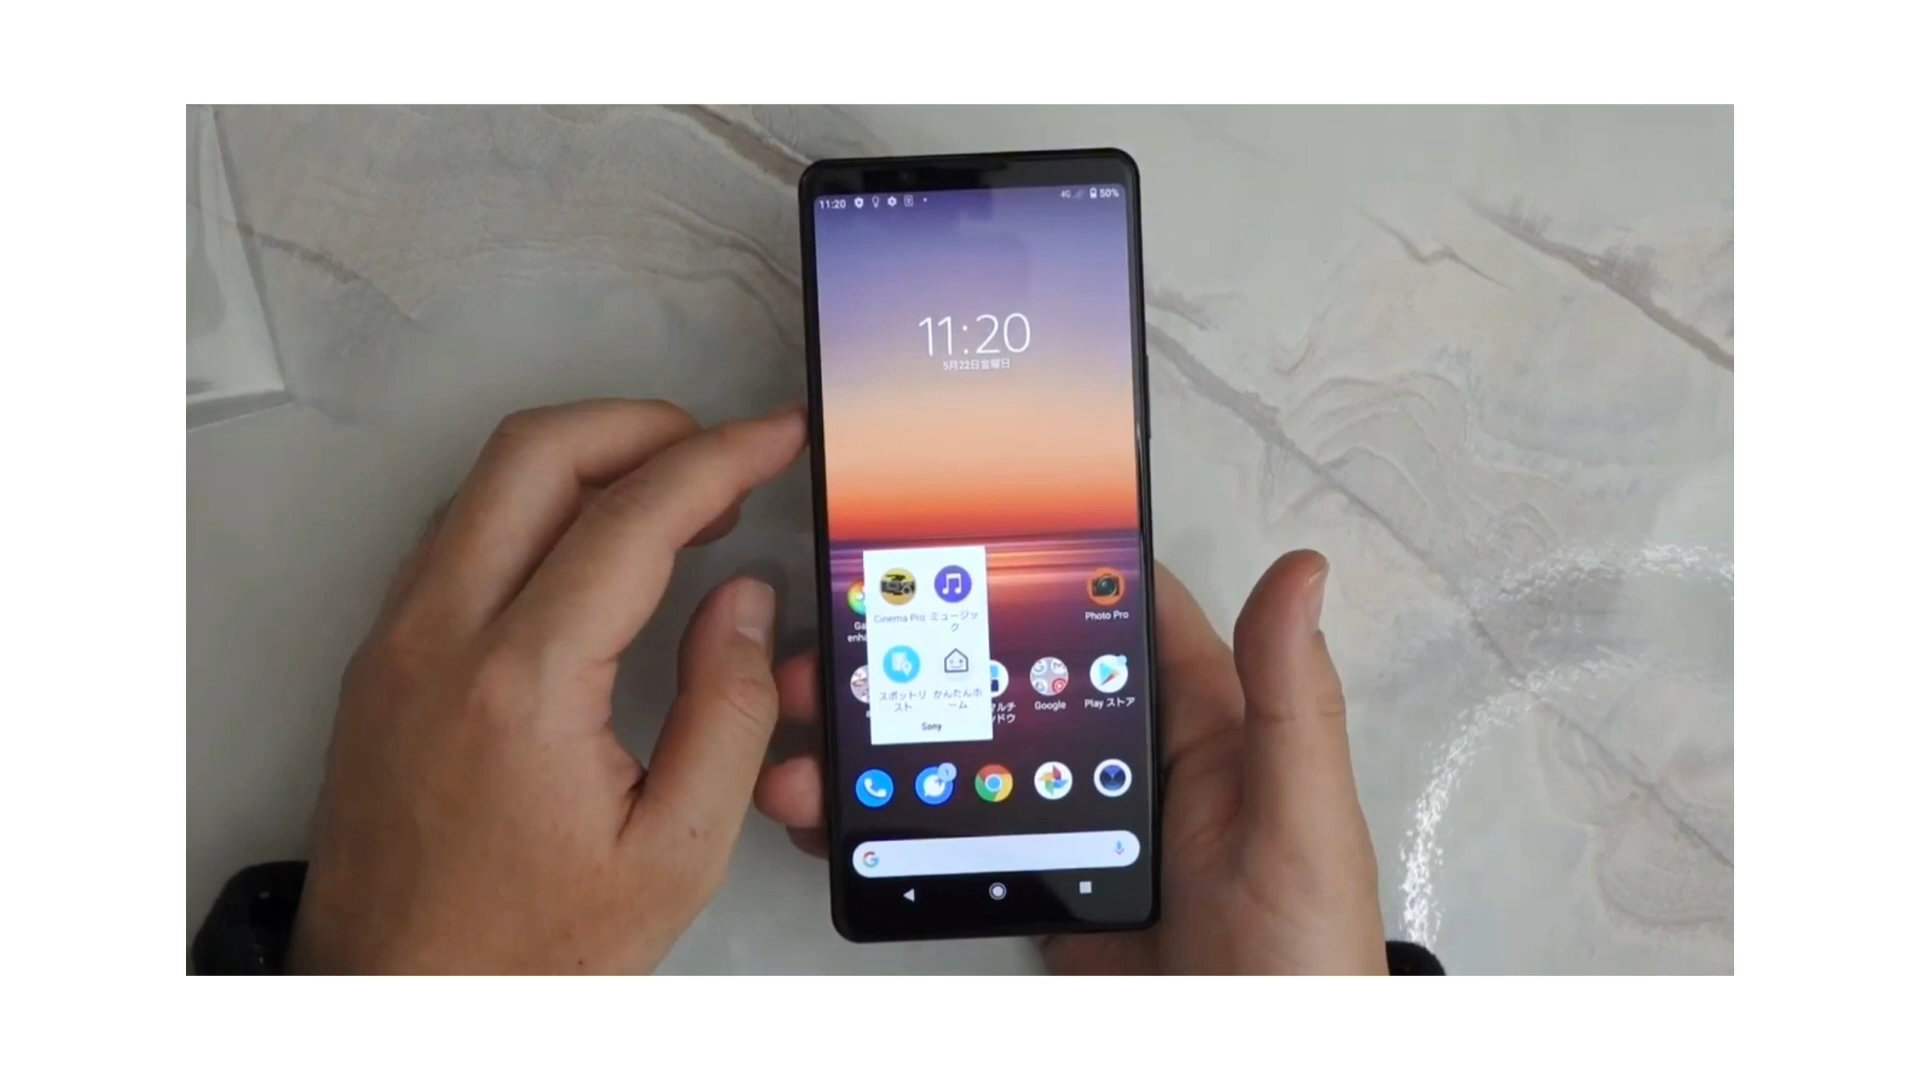 11:20
4G 50%
11:20
5月22日金曜日
Cinema Pro
ミュージッ
ク
Photo Pro
スポットリ
スト
かんたんホ
ーム
Sony
Google
Play ストア
1
G